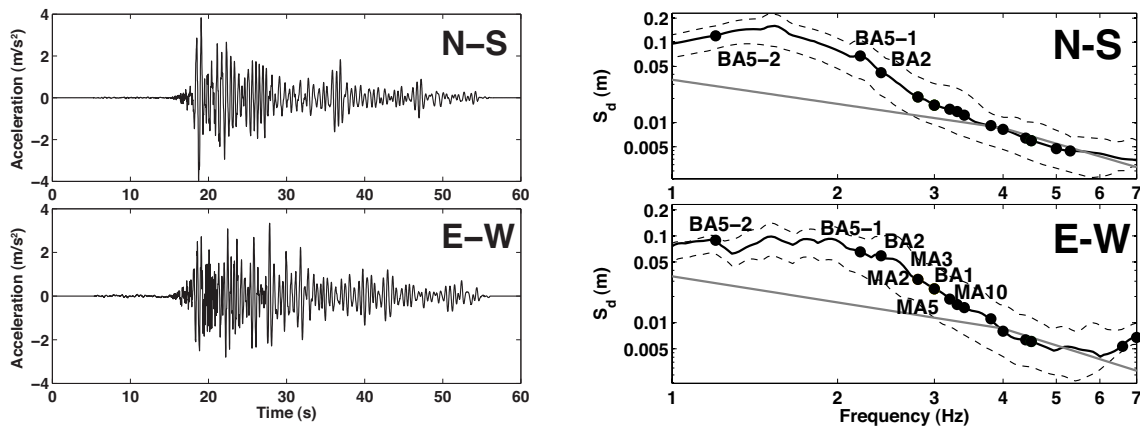 4
2
0
−2
−4
Acceleration (m/s²)
N−S
0 10 20 30 40 50 60
4
2
0
−2
−4
Acceleration (m/s²)
E−W
0 10 20 30 40 50 60
Time (s)
0.2
0.1
0.05
0.01
0.005
S_d (m)
N-S
BA5-1
BA5-2
BA2
1 2 3 4 5 6 7
0.2
0.1
0.05
0.01
0.005
S_d (m)
E-W
BA5-2
BA5-1
BA2
MA3
MA2
BA1
MA10
MA5
1 2 3 4 5 6 7
Frequency (Hz)